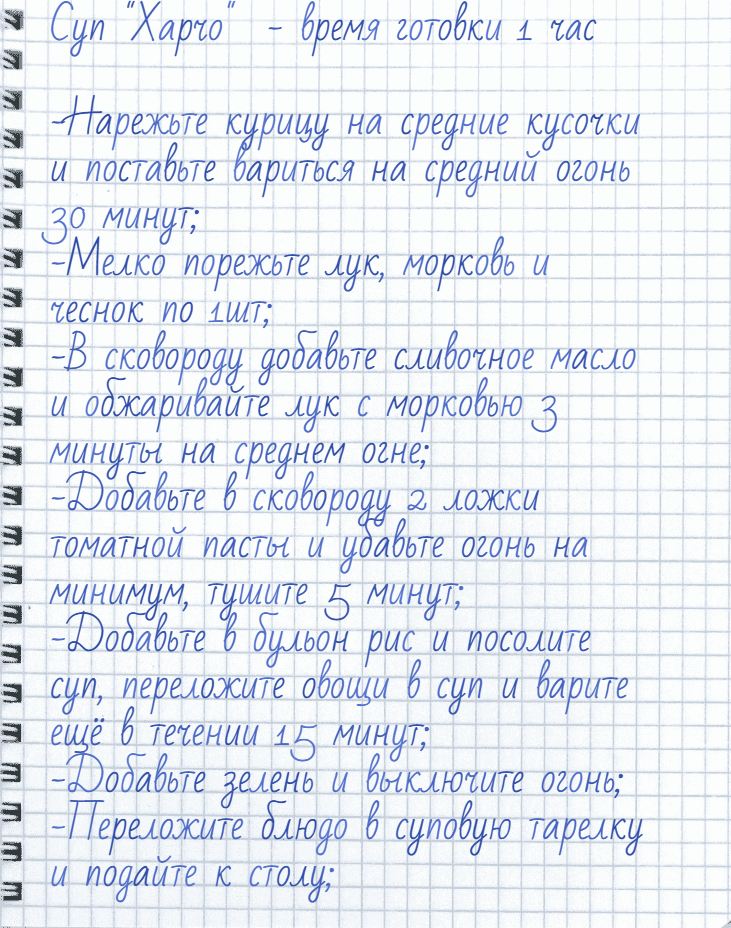 Суп "Харчо" - время готовки 1 час
-Нарежьте курицу на средние кусочки
и поставьте вариться на средний огонь
30 минут;
-Мелко порежьте лук, морковь и
чеснок по 1шт;
-В сковороду добавьте сливочное масло
и обжаривайте лук с морковью 3
минуты на среднем огне;
-Добавьте в сковороду 2 ложки
томатной пасты и убавьте огонь на
минимум, тушите 5 минут;
-Добавьте в бульон рис и посолите
суп, переложите овощи в суп и варите
ещё в течении 15 минут;
-Добавьте зелень и выключите огонь;
-Переложите блюдо в суповую тарелку
и подайте к столу;